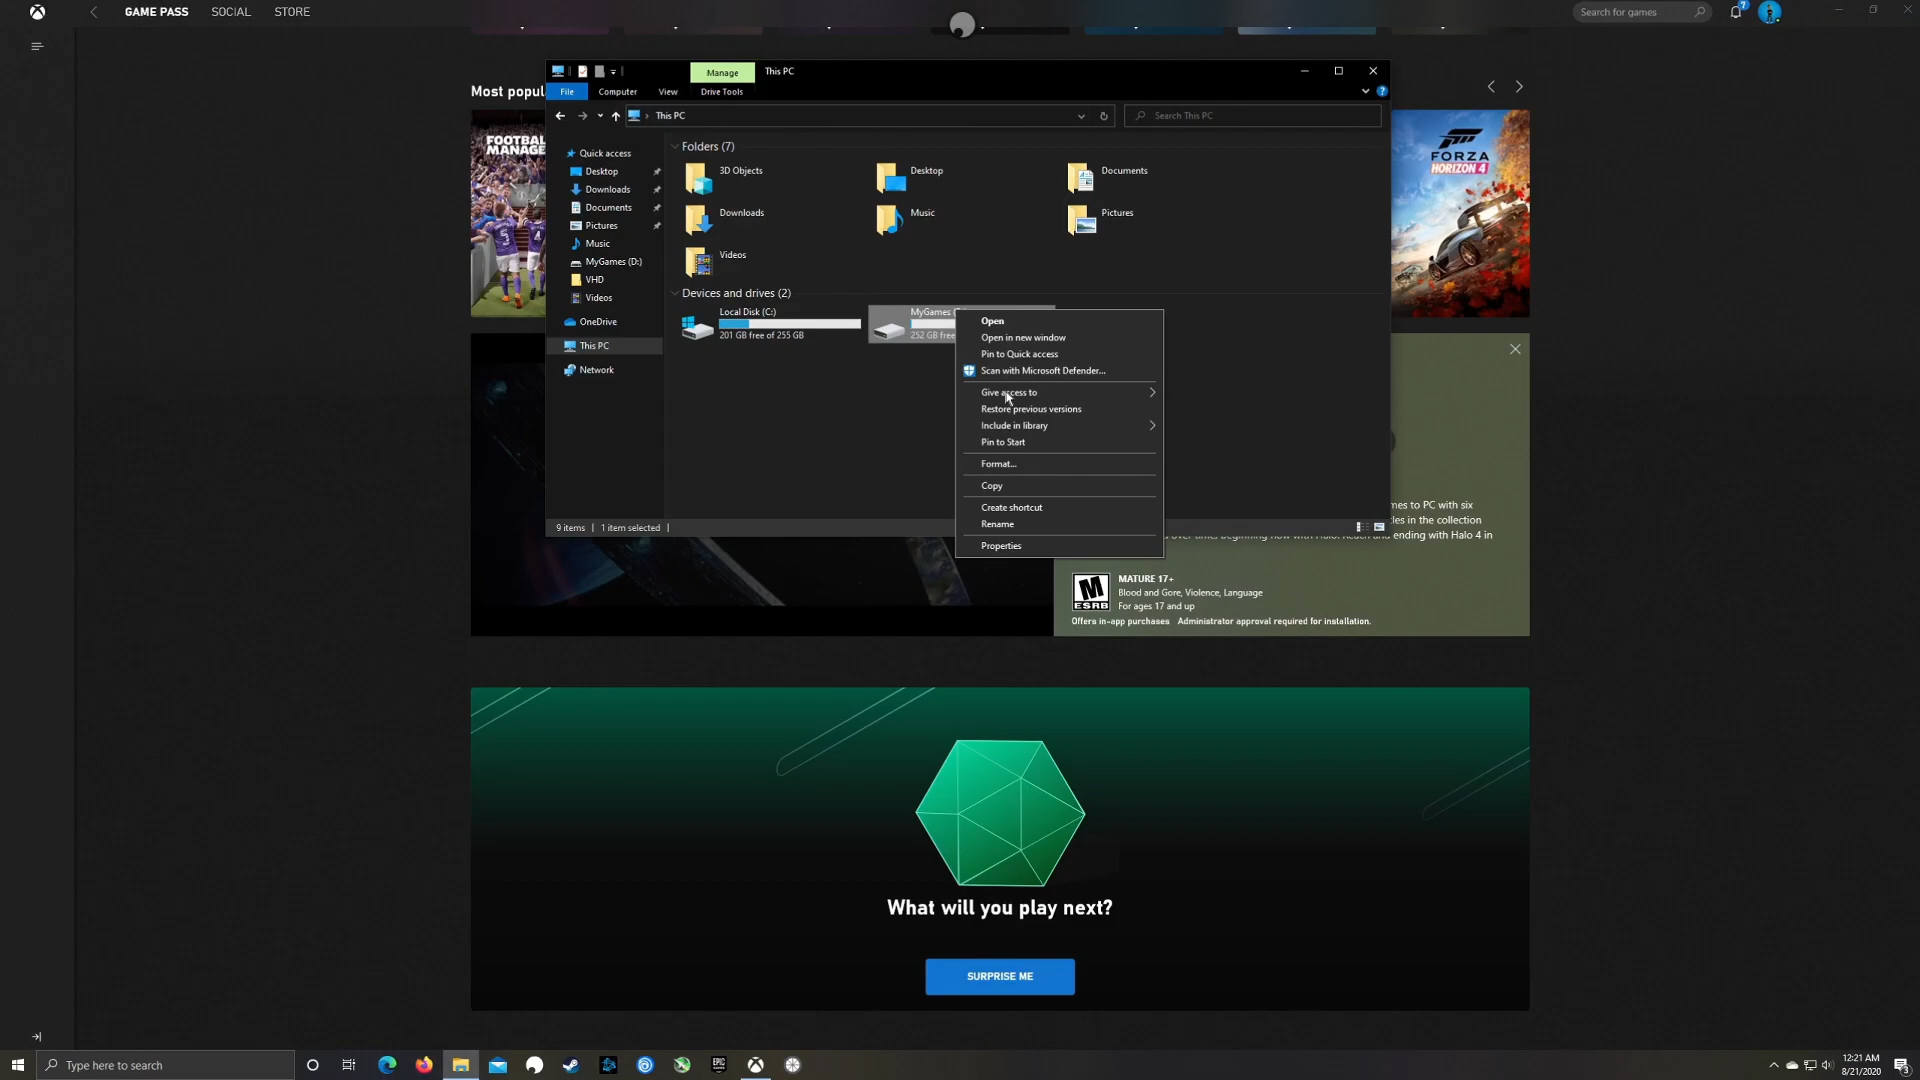 GAME PASS SOCIAL STORE
Search for games
7
Most popul
Manage This PC
File Computer View Drive Tools
This PC
Search This PC
Quick access
Desktop
Downloads
Documents
Pictures
Music
MyGames (D:)
VHD
Videos
OneDrive
This PC
Network
Folders (7)
3D Objects Desktop Documents
Downloads Music Pictures
Videos
Devices and drives (2)
Local Disk (C:)
201 GB free of 255 GB
MyGames (
252 GB free
9 items 1 item selected
Open
Open in new window
Pin to Quick access
Scan with Microsoft Defender...
Give access to
Restore previous versions
Include in library
Pin to Start
Format...
Copy
Create shortcut
Rename
Properties
FOOTBALL
MANAGE
FORZA
HORIZON 4
mes to PC with six
les in the collection
ending with Halo 4 in
M
ESRB
MATURE 17+
Blood and Gore, Violence, Language
For ages 17 and up
Offers in-app purchases Administrator approval required for installation.
What will you play next?
SURPRISE ME
Type here to search
EPIC
GAMES
12:21 AM
8/21/2020
3